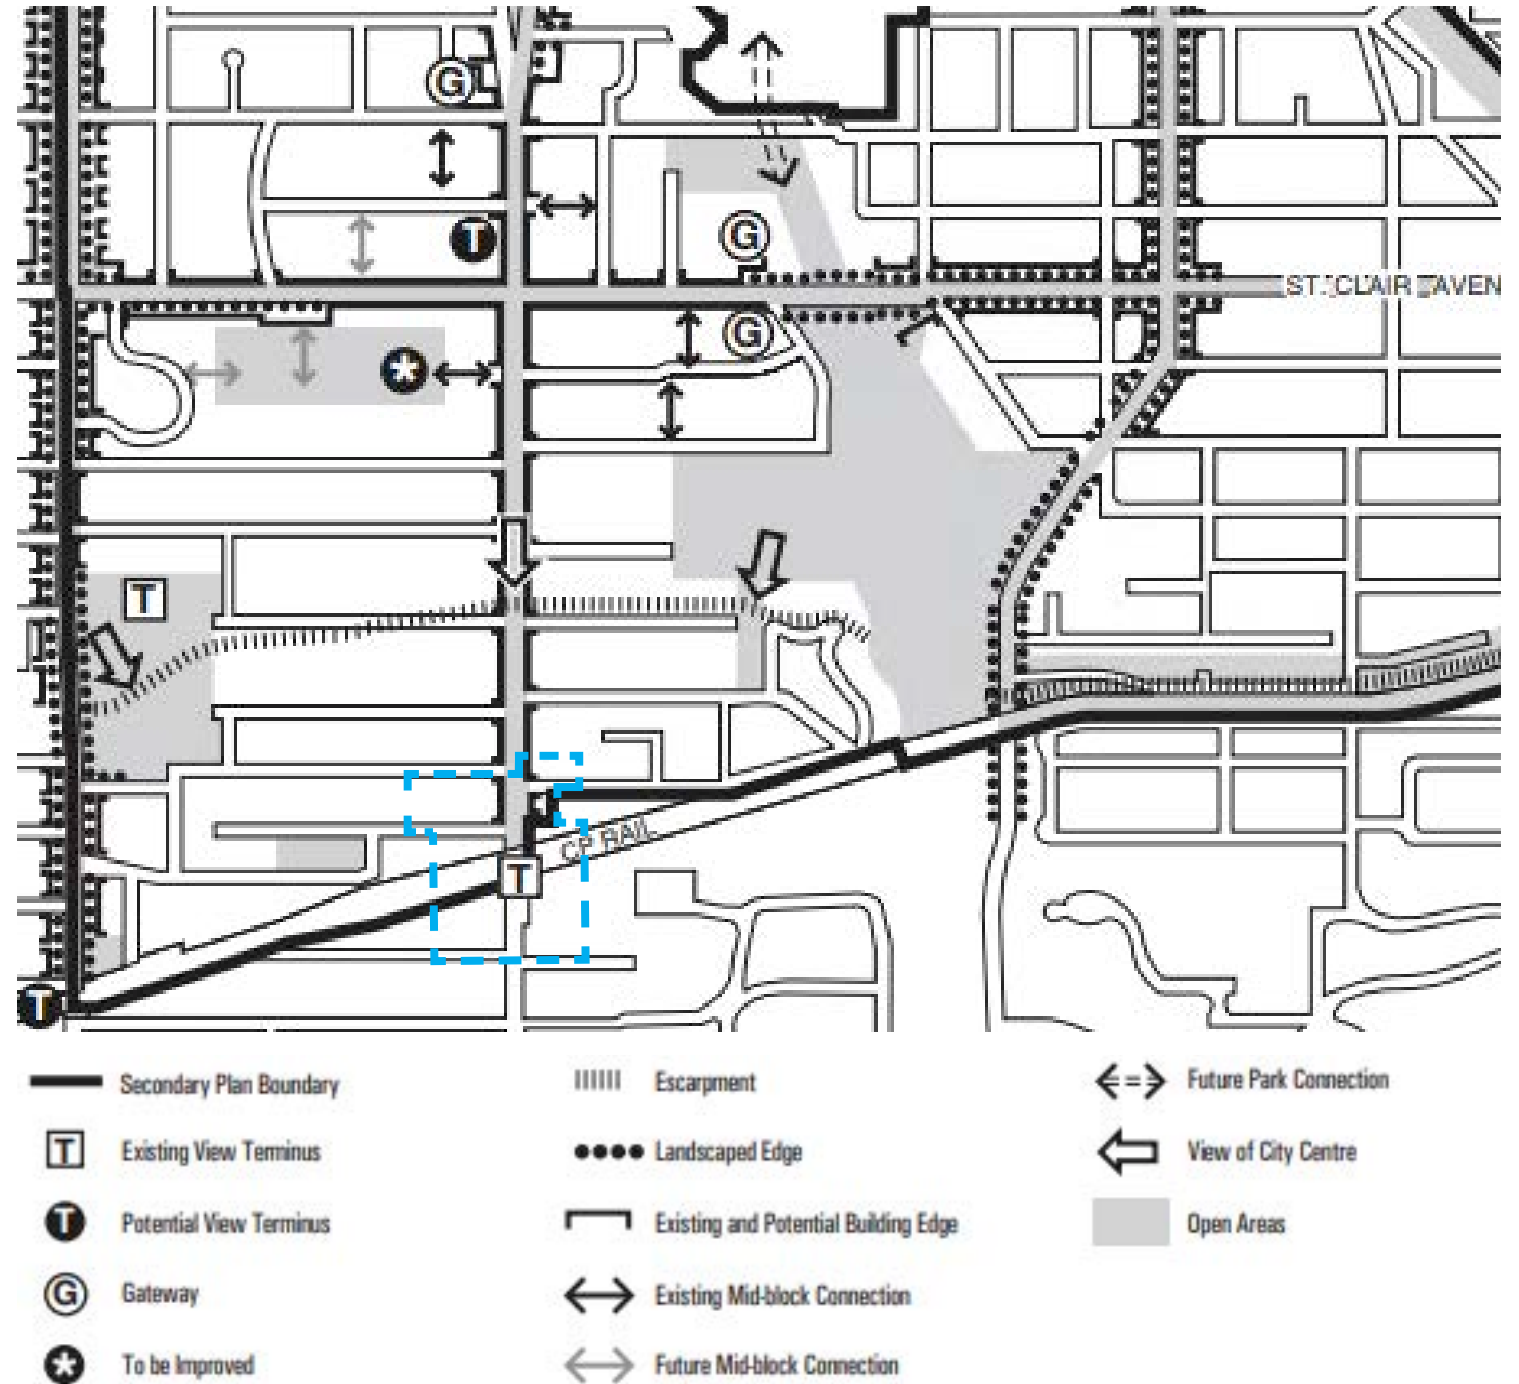 G
T
G
ST. CLAIR AVEN
G
T
CP RAIL
T
T
Secondary Plan Boundary
Escarpment
Future Park Connection
T Existing View Terminus
Landscaped Edge
View of City Centre
T Potential View Terminus
Existing and Potential Building Edge
Open Areas
G Gateway
Existing Mid-block Connection
To be Improved
Future Mid-block Connection